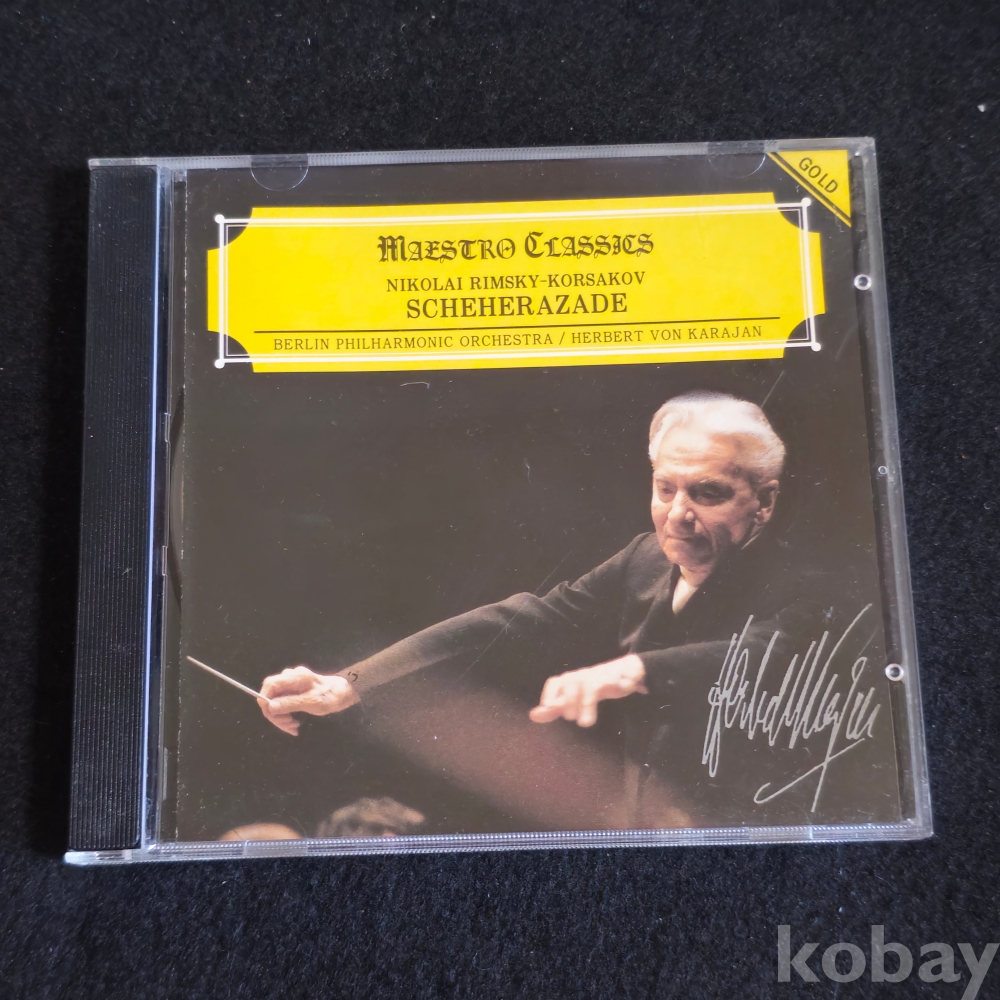 GOLD
MAESTRO CLASSICS
NIKOLAI RIMSKY-KORSAKOV
SCHEHERAZADE
BERLIN PHILHARMONIC ORCHESTRA / HERBERT VON KARAJAN
kobay